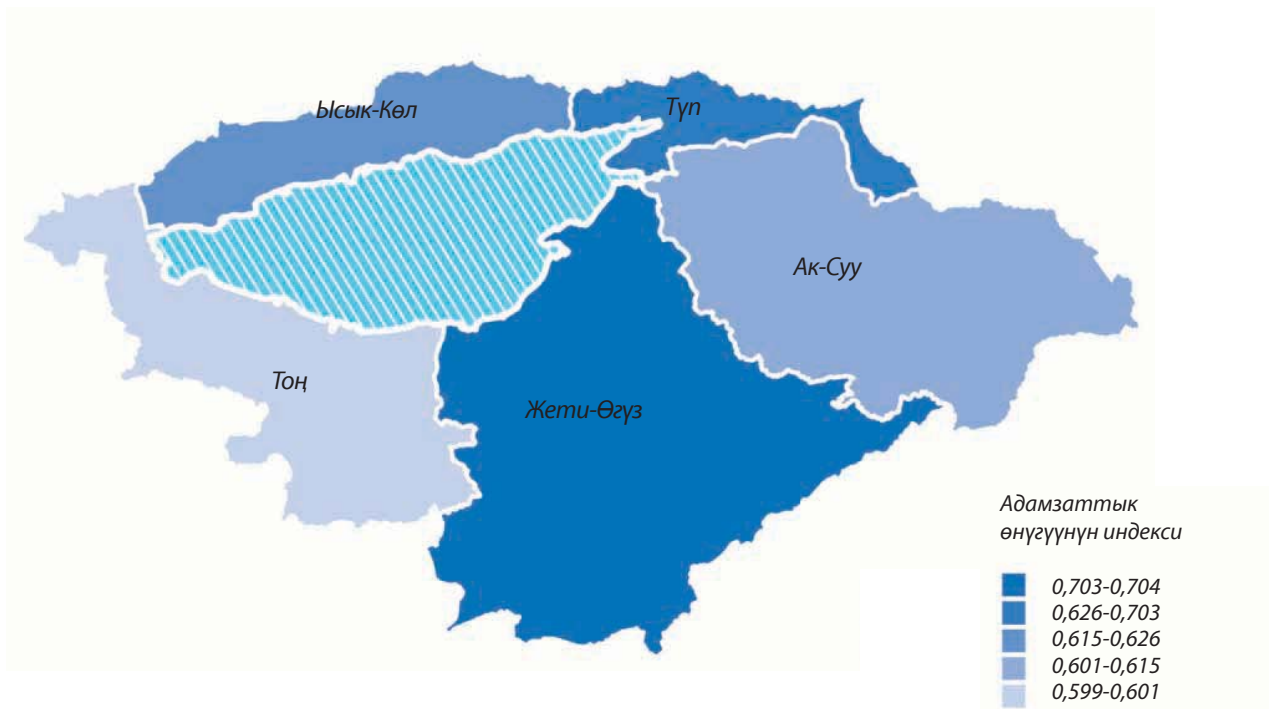 Ысык-Көл
Түп
Ак-Суу
Тоң
Жети-Өгүз
Адамзаттык
өнүгүүнүн индекси
0,703-0,704
0,626-0,703
0,615-0,626
0,601-0,615
0,599-0,601